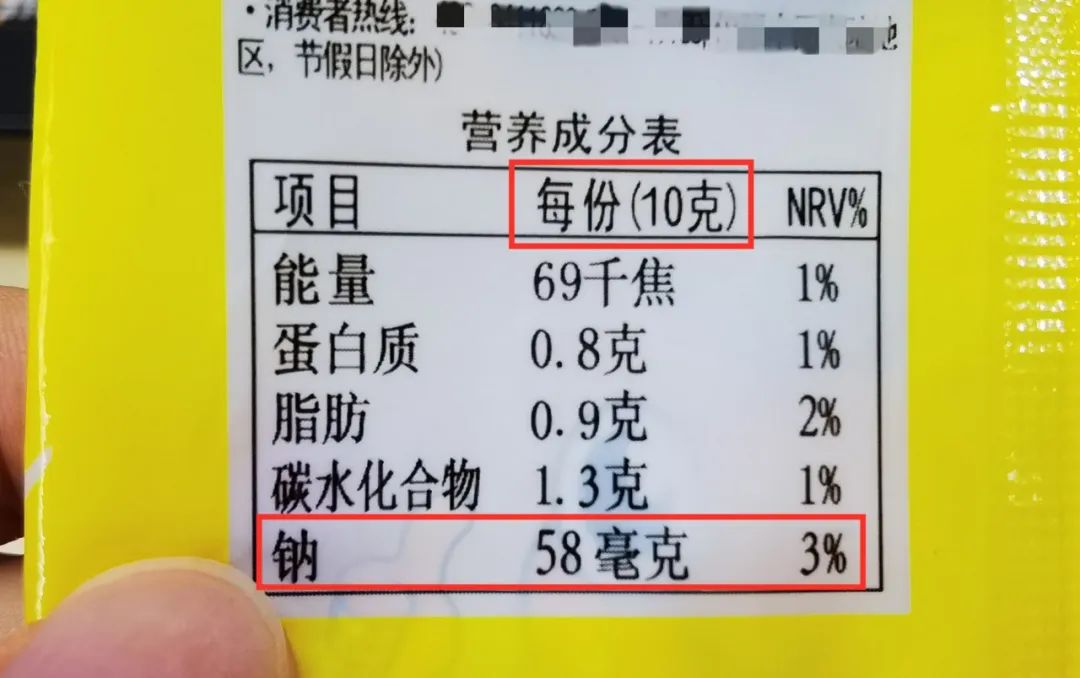 ·消费者热线:
区，节假日除外)
营养成分表
项目 每份(10克) NRV%
能量 69千焦 1%
蛋白质 0.8克 1%
脂肪 0.9克 2%
碳水化合物 1.3克 1%
钠 58毫克 3%